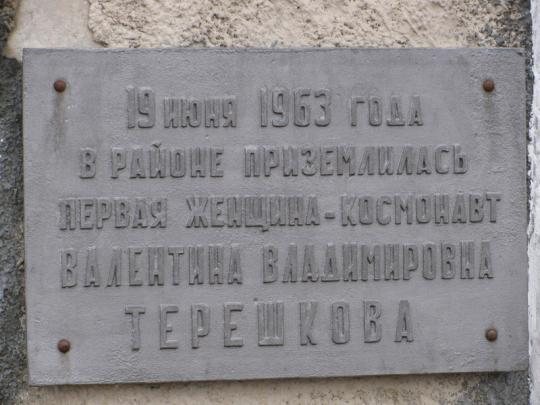 19 июня 1963 года
в районе приземлилась
первая женщина-космонавт
Валентина Владимировна
Терешкова